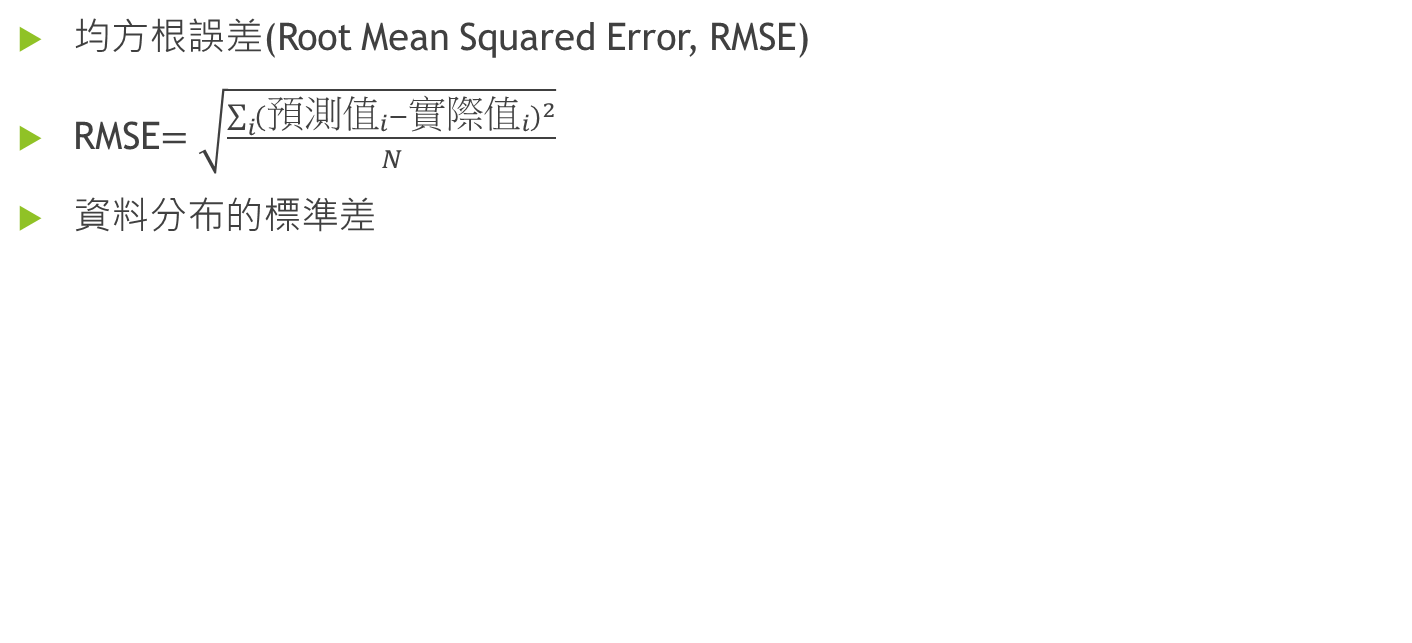 均方根誤差(Root Mean Squared Error, RMSE)
RMSE= √(∑ᵢ(預測值ᵢ−實際值ᵢ)²/N)
資料分布的標準差